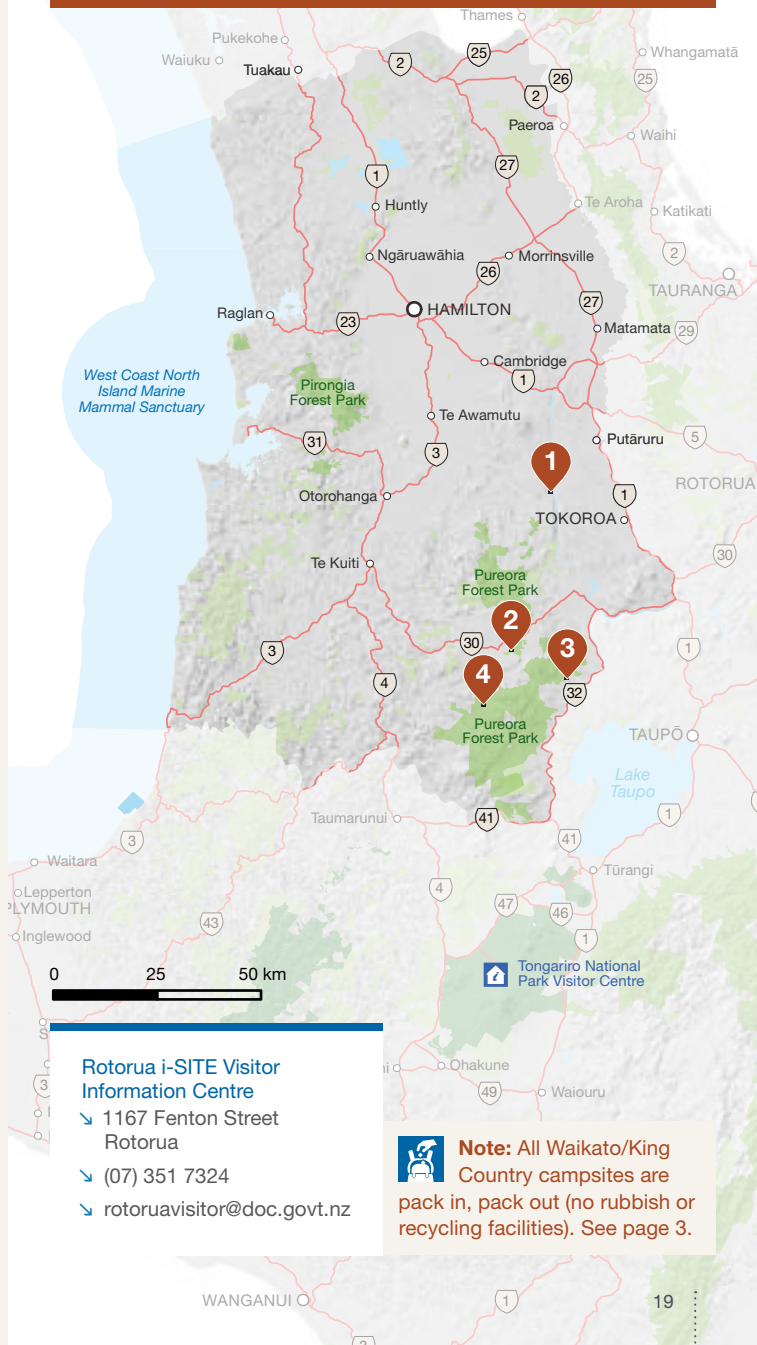 Thames
Pukekohe
Waiuku
Tuakau
2
25
Whangamatā
26
25
2
Paeroa
Waihi
27
1
Huntly
Te Aroha
Katikati
Ngāruawāhia
Morrinsville
26
2
TAURANGA
Raglan
23
HAMILTON
27
Matamata
29
Cambridge
1
West Coast North
Island Marine
Mammal Sanctuary
Pirongia
Forest Park
Te Awamutu
31
3
Putāruru
5
1
ROTORUA
Otorohanga
1
TOKOROA
30
Te Kuiti
Pureora
Forest Park
2
30
3
3
4
4
32
1
Pureora
Forest Park
TAUPŌ
Lake
Taupo
Taumarunui
41
1
3
41
Waitara
Tūrangi
Lepperton
4
PLYMOUTH
47
46
43
Inglewood
1
Tongariro National
Park Visitor Centre
0 25 50 km
S
3
Ohakune
49
Waiouru
Rotorua i-SITE Visitor
Information Centre
↘ 1167 Fenton Street
Rotorua
↘ (07) 351 7324
↘ rotoruavisitor@doc.govt.nz
Note: All Waikato/King
Country campsites are
pack in, pack out (no rubbish or
recycling facilities). See page 3.
WANGANUI
1
19